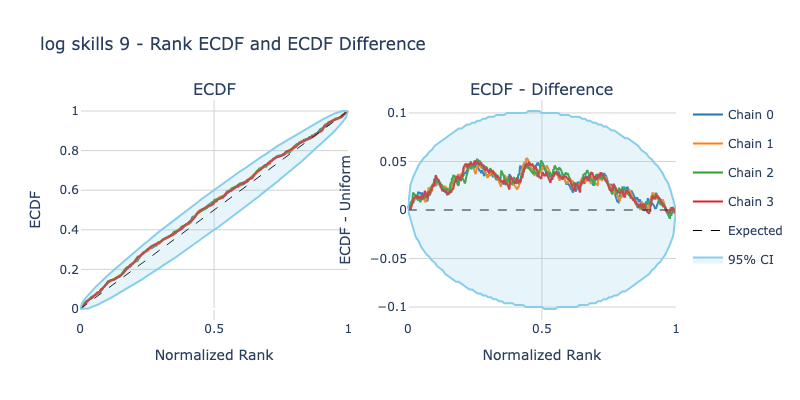 log skills 9 - Rank ECDF and ECDF Difference
ECDF
ECDF - Difference
1
0.8
0.6
0.4
0.2
0
ECDF
0
0.5
1
Normalized Rank
0.1
0.05
0
−0.05
−0.1
ECDF - Uniform
0
0.5
1
Normalized Rank
Chain 0
Chain 1
Chain 2
Chain 3
Expected
95% CI